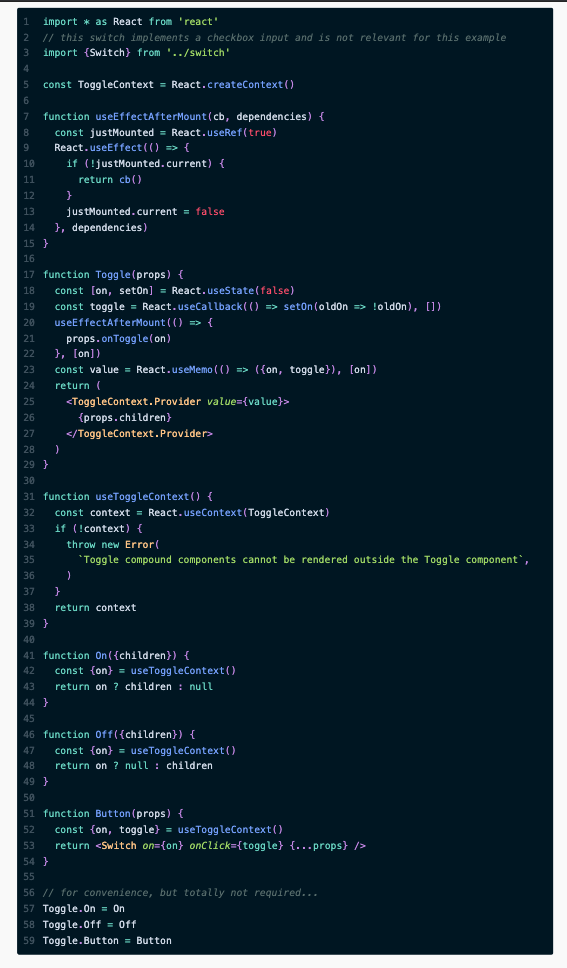 1 import * as React from 'react'
2 // this switch implements a checkbox input and is not relevant for this example
3 import {Switch} from '../switch'
4
5 const ToggleContext = React.createContext()
6
7 function useEffectAfterMount(cb, dependencies) {
8   const justMounted = React.useRef(true)
9   React.useEffect(() => {
10     if (!justMounted.current) {
11       return cb()
12     }
13     justMounted.current = false
14   }, dependencies)
15 }
16
17 function Toggle(props) {
18   const [on, setOn] = React.useState(false)
19   const toggle = React.useCallback(() => setOn(oldOn => !oldOn), [])
20   useEffectAfterMount(() => {
21     props.onToggle(on)
22   }, [on])
23   const value = React.useMemo(() => ({on, toggle}), [on])
24   return (
25     <ToggleContext.Provider value={value}>
26       {props.children}
27     </ToggleContext.Provider>
28   )
29 }
30
31 function useToggleContext() {
32   const context = React.useContext(ToggleContext)
33   if (!context) {
34     throw new Error(
35       `Toggle compound components cannot be rendered outside the Toggle component`,
36     )
37   }
38   return context
39 }
40
41 function On({children}) {
42   const {on} = useToggleContext()
43   return on ? children : null
44 }
45
46 function Off({children}) {
47   const {on} = useToggleContext()
48   return on ? null : children
49 }
50
51 function Button(props) {
52   const {on, toggle} = useToggleContext()
53   return <Switch on={on} onClick={toggle} {...props} />
54 }
55
56 // for convenience, but totally not required...
57 Toggle.On = On
58 Toggle.Off = Off
59 Toggle.Button = Button